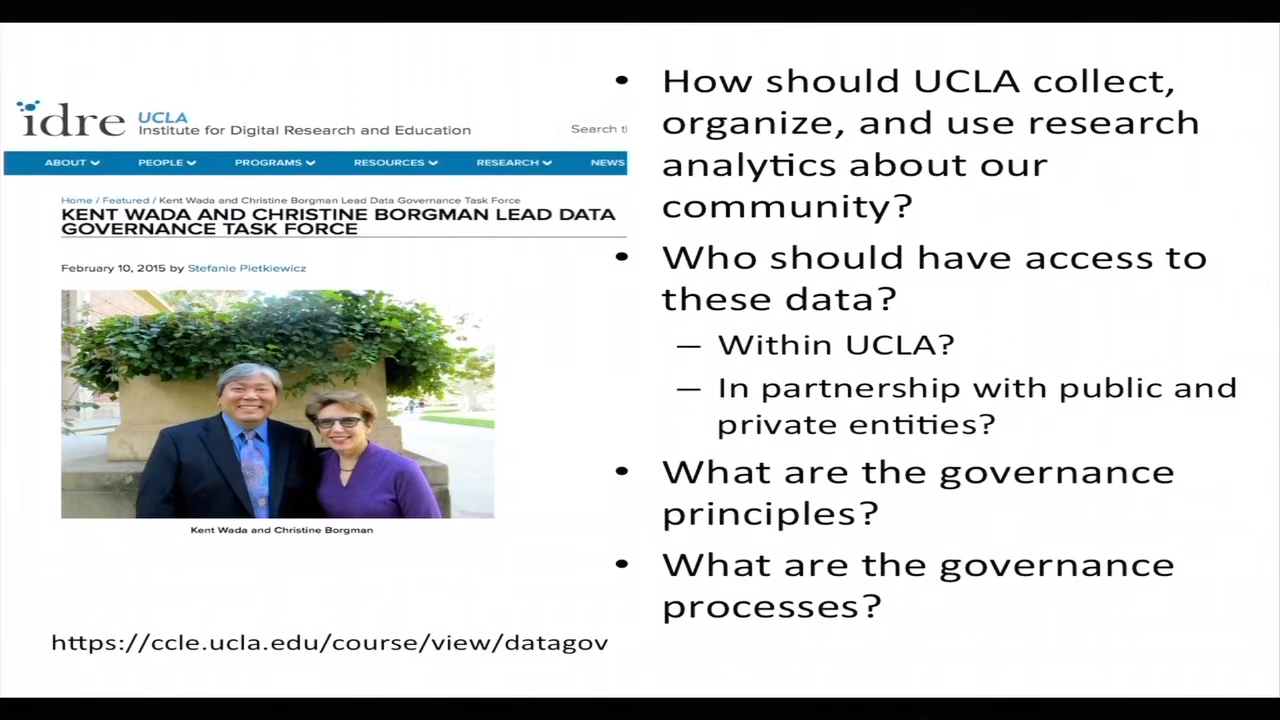 idre UCLA
Institute for Digital Research and Education
Search
ABOUT PEOPLE PROGRAMS RESOURCES RESEARCH NEWS
Home / Featured / Kent Wada and Christine Borgman Lead Data Governance Task Force
KENT WADA AND CHRISTINE BORGMAN LEAD DATA
GOVERNANCE TASK FORCE
February 10, 2015 by Stefanie Pietkiewicz
Kent Wada and Christine Borgman
https://ccle.ucla.edu/course/view/datagov
• How should UCLA collect,
organize, and use research
analytics about our
community?
• Who should have access to
these data?
– Within UCLA?
– In partnership with public and
private entities?
• What are the governance
principles?
• What are the governance
processes?